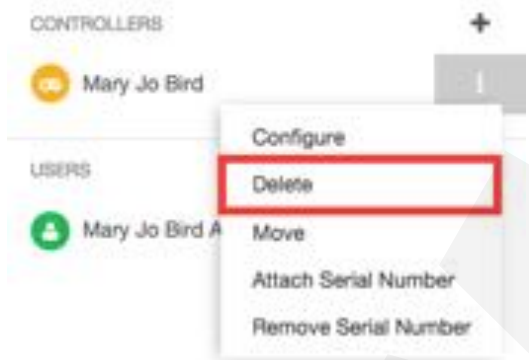 CONTROLLERS
Mary Jo Bird
Configure
USERS
Delete
Mary Jo Bird A
Move
Attach Serial Number
Remove Serial Number